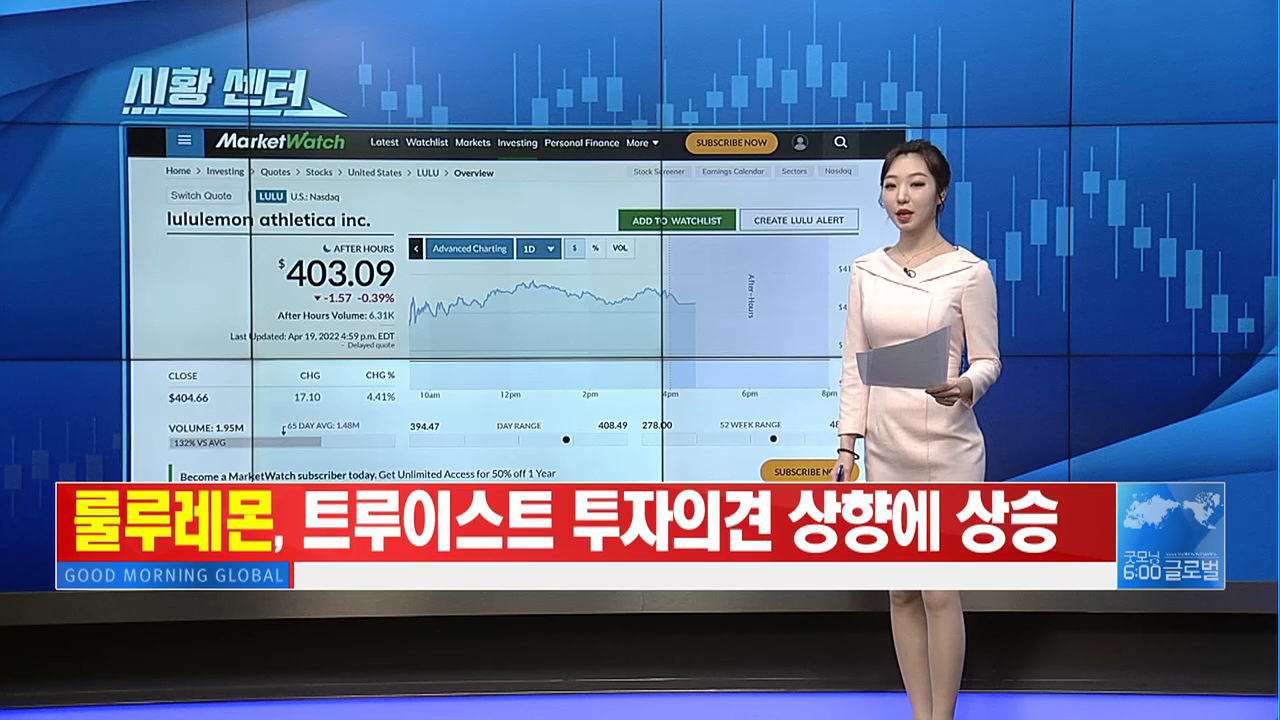 시황 센터
MarketWatch Latest Watchlist Markets Investing Personal Finance More SUBSCRIBE NOW
Home > Investing > Quotes > Stocks > United States > LULU > Overview
Stock Screener Earnings Calendar Sectors Nasdaq
Switch Quote LULU U.S.: Nasdaq
lululemon athletica inc.
ADD TO WATCHLIST CREATE LULU ALERT
AFTER HOURS
$403.09
-1.57 -0.39%
After Hours Volume: 6.31K
Last Updated: Apr 19, 2022 4:59 p.m. EDT
- Delayed quote
Advanced Charting 1D $ % VOL
After-Hours
10am 12pm 2pm 4pm 6pm 8pm
CLOSE CHG CHG %
$404.66 17.10 4.41%
VOLUME: 1.95M 65 DAY AVG: 1.48M
132% VS AVG
394.47 DAY RANGE 408.49
278.00 52 WEEK RANGE
Become a MarketWatch subscriber today. Get Unlimited Access for 50% off 1 Year
SUBSCRIBE
룰루레몬, 트루이스트 투자의견 상향에 상승
GOOD MORNING GLOBAL
굿모닝
6:00 글로벌